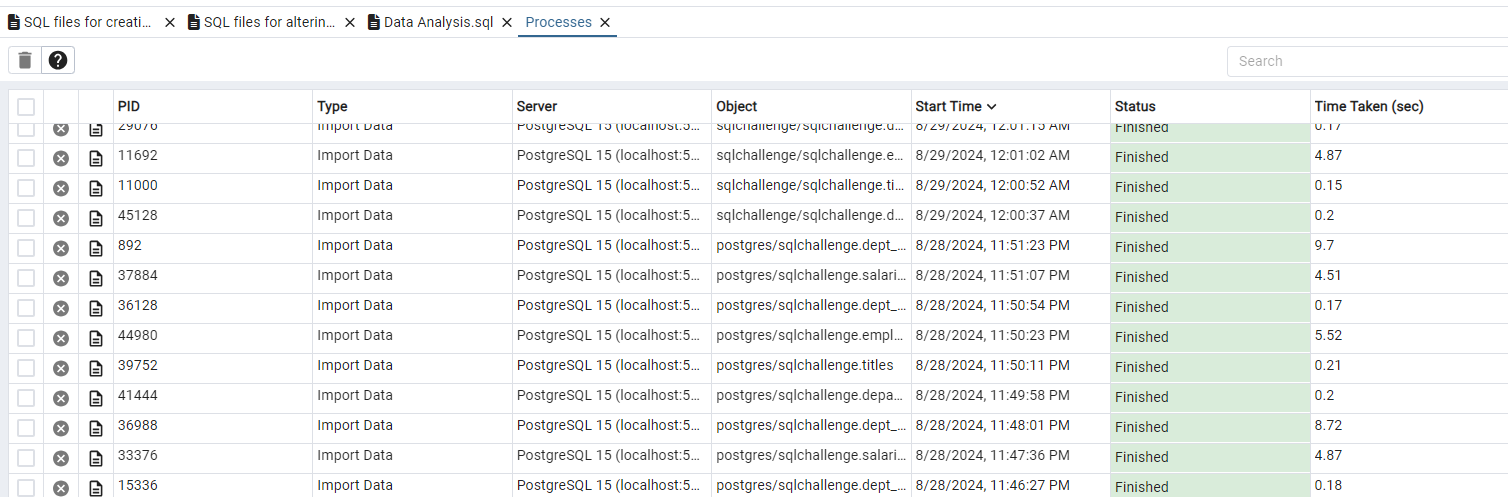 SQL files for creati... SQL files for alterin... Data Analysis.sql Processes
Search
PID Type Server Object Start Time Status Time Taken (sec)
29076 Import Data PostgreSQL 15 (localhost:5... sqlchallenge/sqlchallenge.d... 8/29/2024, 12:01:15 AM Finished 0.17
11692 Import Data PostgreSQL 15 (localhost:5... sqlchallenge/sqlchallenge.e... 8/29/2024, 12:01:02 AM Finished 4.87
11000 Import Data PostgreSQL 15 (localhost:5... sqlchallenge/sqlchallenge.ti... 8/29/2024, 12:00:52 AM Finished 0.15
45128 Import Data PostgreSQL 15 (localhost:5... sqlchallenge/sqlchallenge.d... 8/29/2024, 12:00:37 AM Finished 0.2
892 Import Data PostgreSQL 15 (localhost:5... postgres/sqlchallenge.dept_... 8/28/2024, 11:51:23 PM Finished 9.7
37884 Import Data PostgreSQL 15 (localhost:5... postgres/sqlchallenge.salari... 8/28/2024, 11:51:07 PM Finished 4.51
36128 Import Data PostgreSQL 15 (localhost:5... postgres/sqlchallenge.dept_... 8/28/2024, 11:50:54 PM Finished 0.17
44980 Import Data PostgreSQL 15 (localhost:5... postgres/sqlchallenge.empl... 8/28/2024, 11:50:23 PM Finished 5.52
39752 Import Data PostgreSQL 15 (localhost:5... postgres/sqlchallenge.titles 8/28/2024, 11:50:11 PM Finished 0.21
41444 Import Data PostgreSQL 15 (localhost:5... postgres/sqlchallenge.depa... 8/28/2024, 11:49:58 PM Finished 0.2
36988 Import Data PostgreSQL 15 (localhost:5... postgres/sqlchallenge.dept_... 8/28/2024, 11:48:01 PM Finished 8.72
33376 Import Data PostgreSQL 15 (localhost:5... postgres/sqlchallenge.salari... 8/28/2024, 11:47:36 PM Finished 4.87
15336 Import Data PostgreSQL 15 (localhost:5... postgres/sqlchallenge.dept_... 8/28/2024, 11:46:27 PM Finished 0.18